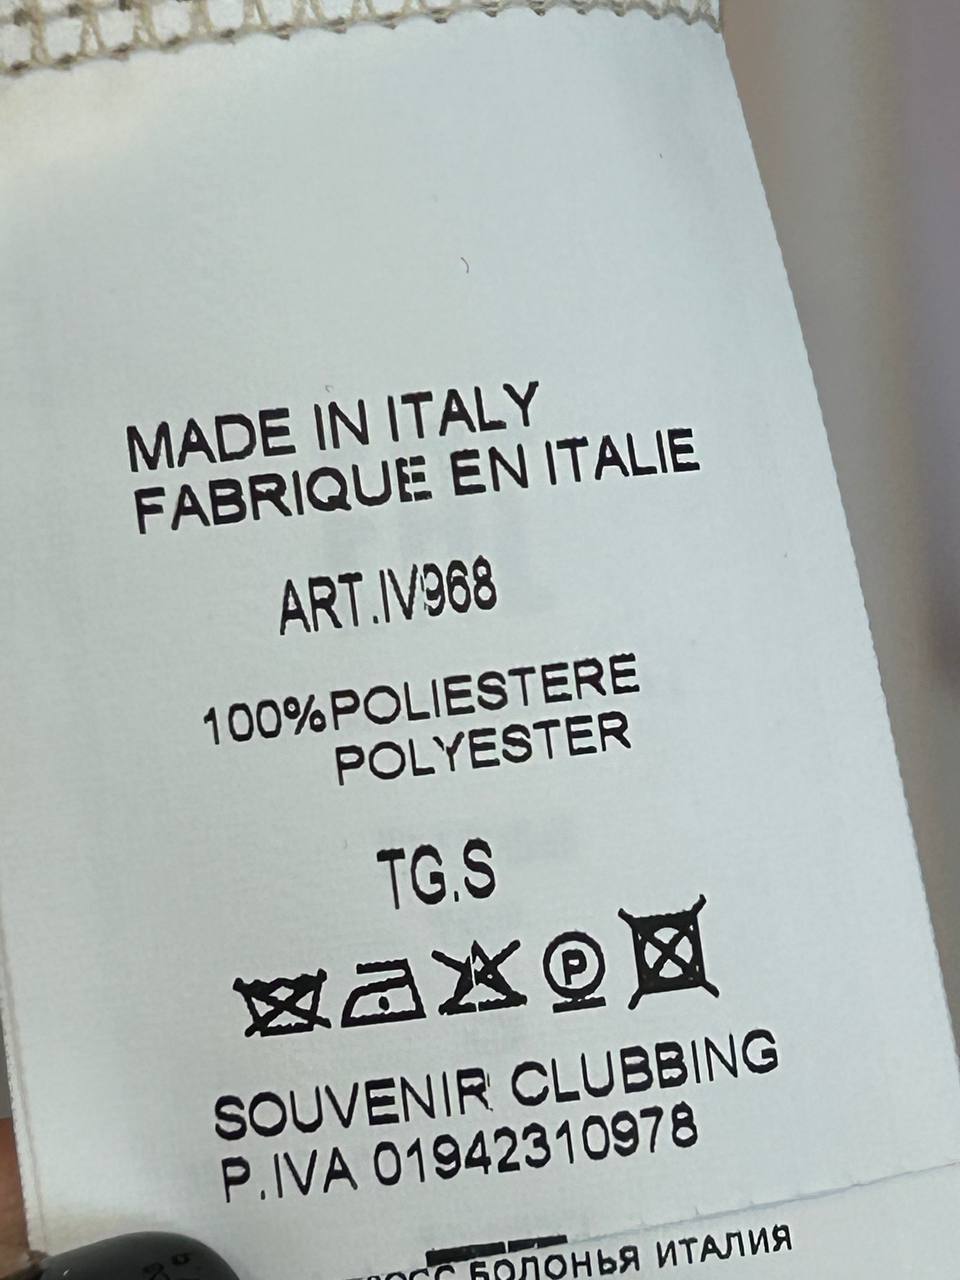 MADE IN ITALY
FABRIQUE EN ITALIE
ART.IV968
100%POLIESTERE
POLYESTER
TG.S
P
SOUVENIR CLUBBING
P.IVA 01942310978
БОЛОНЬЯ ИТАЛИЯ